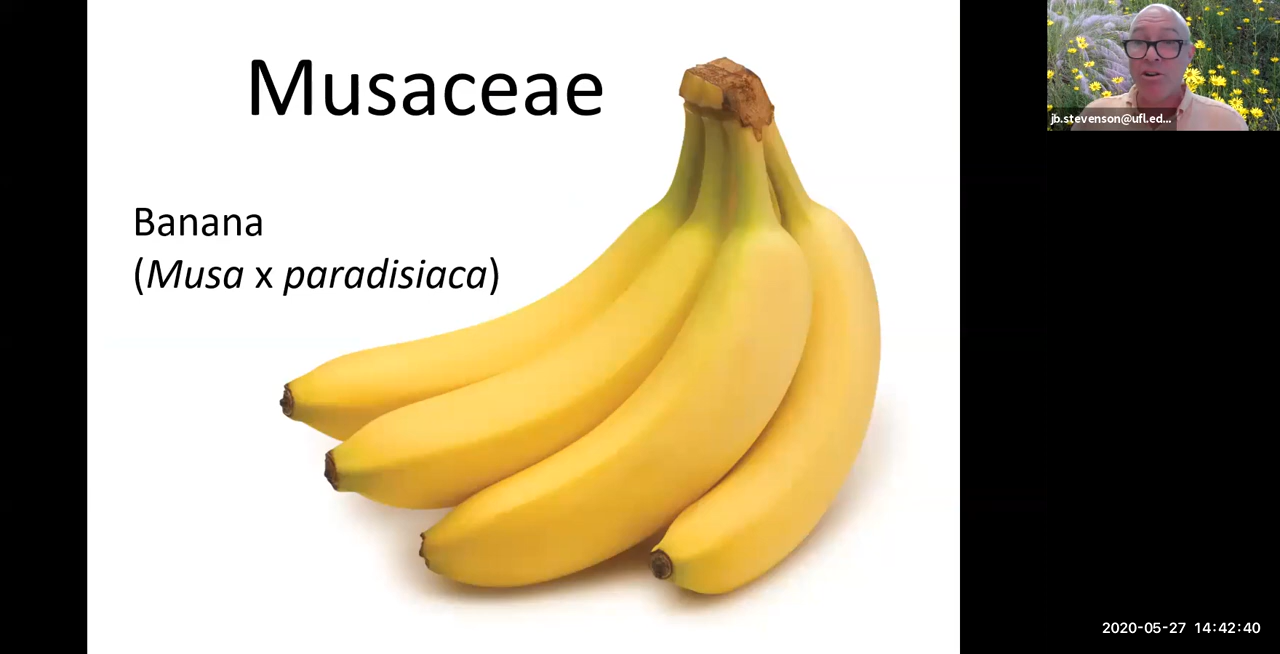 Musaceae
jb.stevenson@ufl.ed...
Banana
(Musa x paradisiaca)
2020-05-27 14:42:40